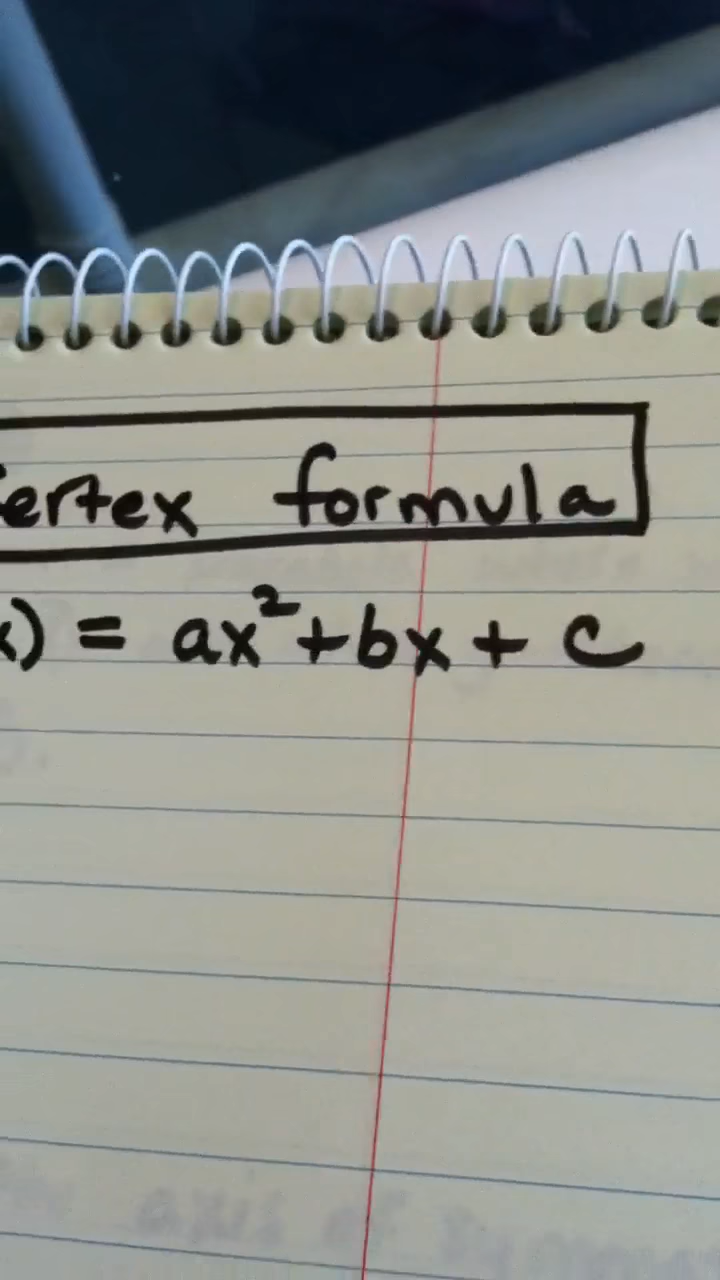 ertex formula
x) = ax²+bx + c